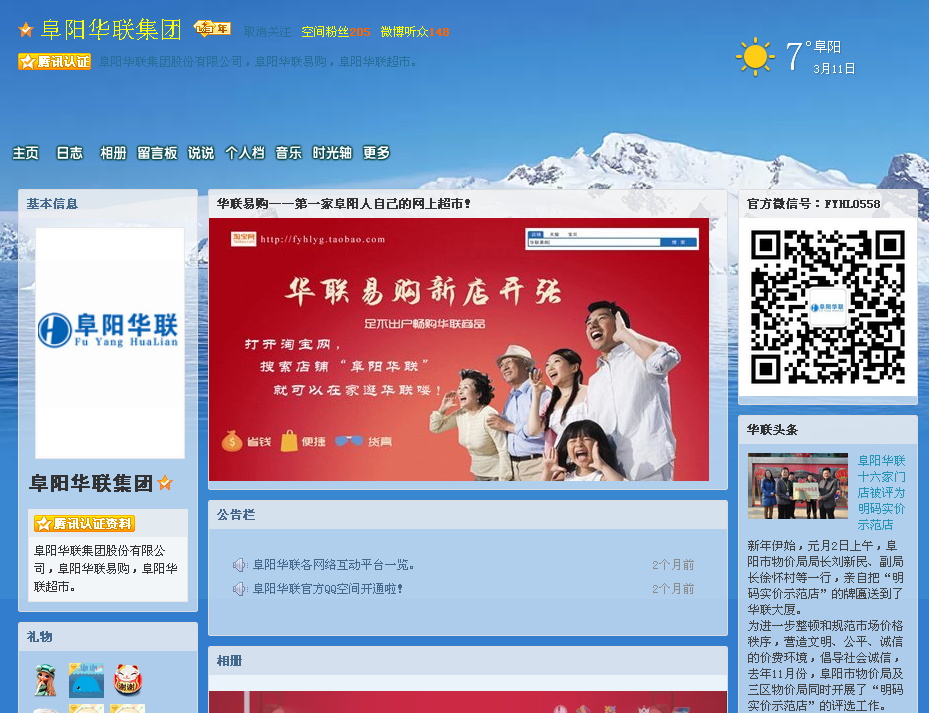 阜阳华联集团
取消关注 空间粉丝205 微博听众148
腾讯认证 阜阳华联集团股份有限公司，阜阳华联易购，阜阳华联超市。
7° 阜阳
3月11日
主页 日志 相册 留言板 说说 个人档 音乐 时光轴 更多
基本信息
阜阳华联
Fu Yang HuaLian
阜阳华联集团
腾讯认证资料
阜阳华联集团股份有限公
司，阜阳华联易购，阜阳华
联超市。
礼物
谢谢
谢谢
华联易购——第一家阜阳人自己的网上超市！
淘宝网 http://fyhlyg.taobao.com
店铺 天猫 宝贝
华联易购 搜 索
华联易购新店开张
足不出户畅购华联商品
打开淘宝网，
搜索店铺“阜阳华联”
就可以在家逛华联喽！
省钱 便捷 货真
公告栏
阜阳华联各网络互动平台一览。 2个月前
阜阳华联官方QQ空间开通啦！ 2个月前
相册
官方微信号：FYHL0558
阜阳华联
华联头条
阜阳华联
十六家门
店被评为
明码实价
示范店
新年伊始，元月2日上午，阜
阳市物价局局长刘新民、副局
长徐怀村等一行，亲自把“明
码实价示范店”的牌匾送到了
华联大厦。
为进一步整顿和规范市场价格
秩序，营造文明、公平、诚信
的价费环境，倡导社会诚信，
去年11月份，阜阳市物价局及
三区物价局同时开展了“明码
实价示范店”的评选工作。